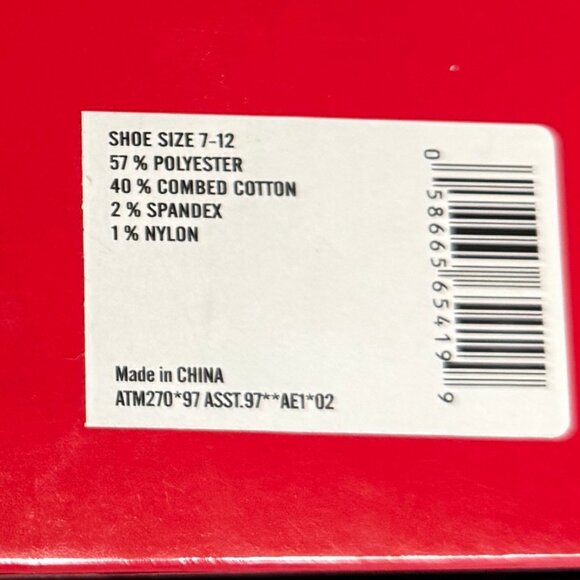 SHOE SIZE 7-12
57 % POLYESTER
40 % COMBED COTTON
2 % SPANDEX
1 % NYLON
Made in CHINA
ATM270*97 ASST.97**AE1*02
0 58665 65419 9